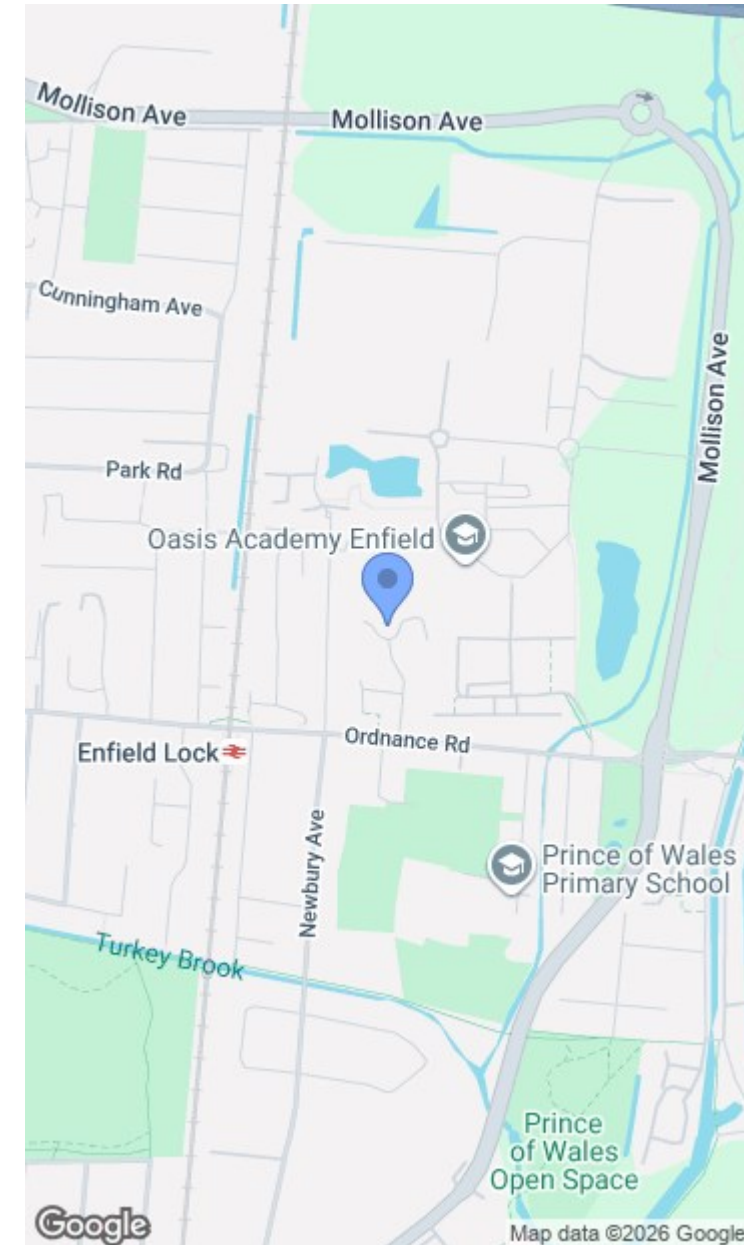 Mollison Ave
Mollison Ave
Cunningham Ave
Mollison Ave
Park Rd
Oasis Academy Enfield
Ordnance Rd
Enfield Lock
Newbury Ave
Prince of Wales
Primary School
Turkey Brook
Prince
of Wales
Open Space
Google
Map data ©2026 Google